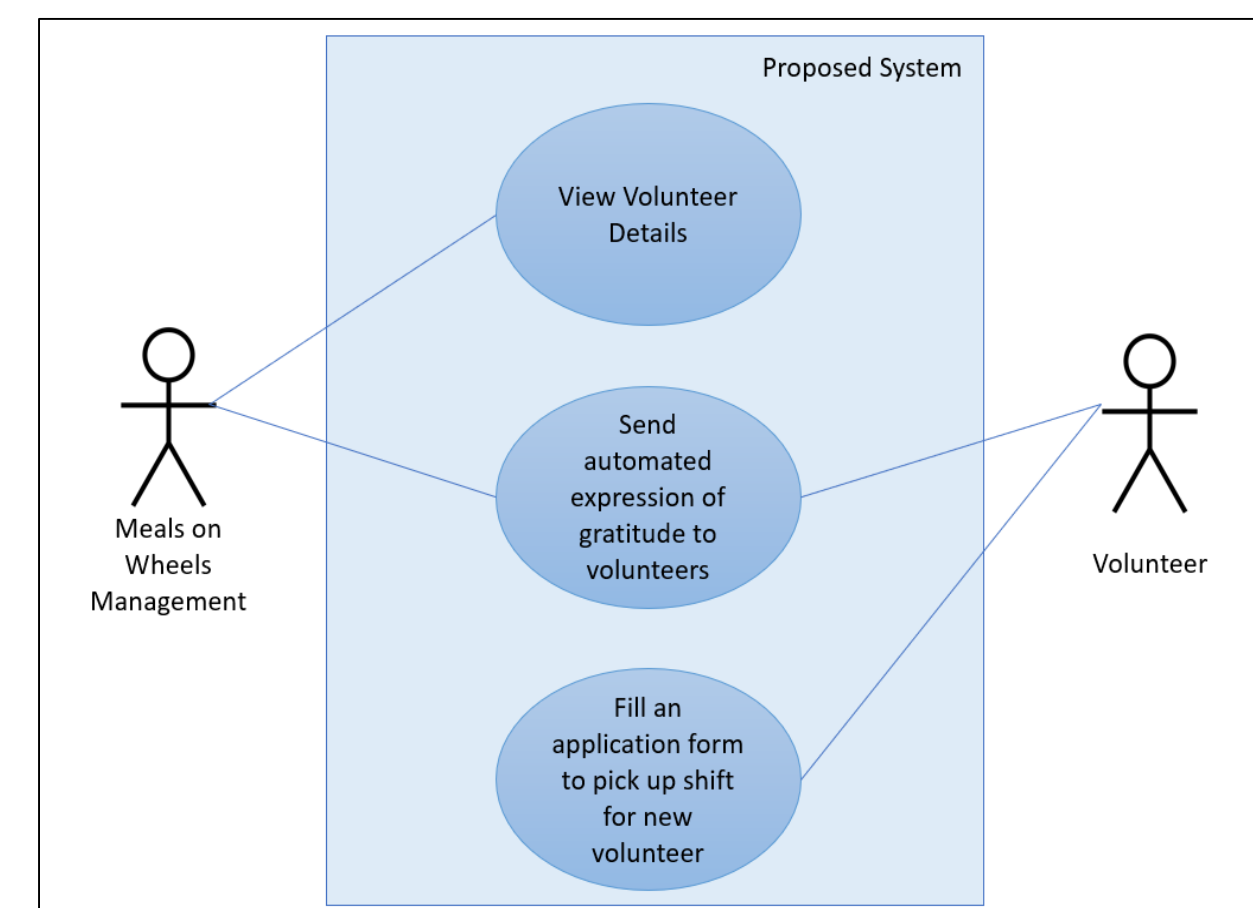 Proposed System
View Volunteer
Details
Send
automated
expression of
gratitude to
volunteers
Meals on
Wheels
Management
Volunteer
Fill an
application form
to pick up shift
for new
volunteer